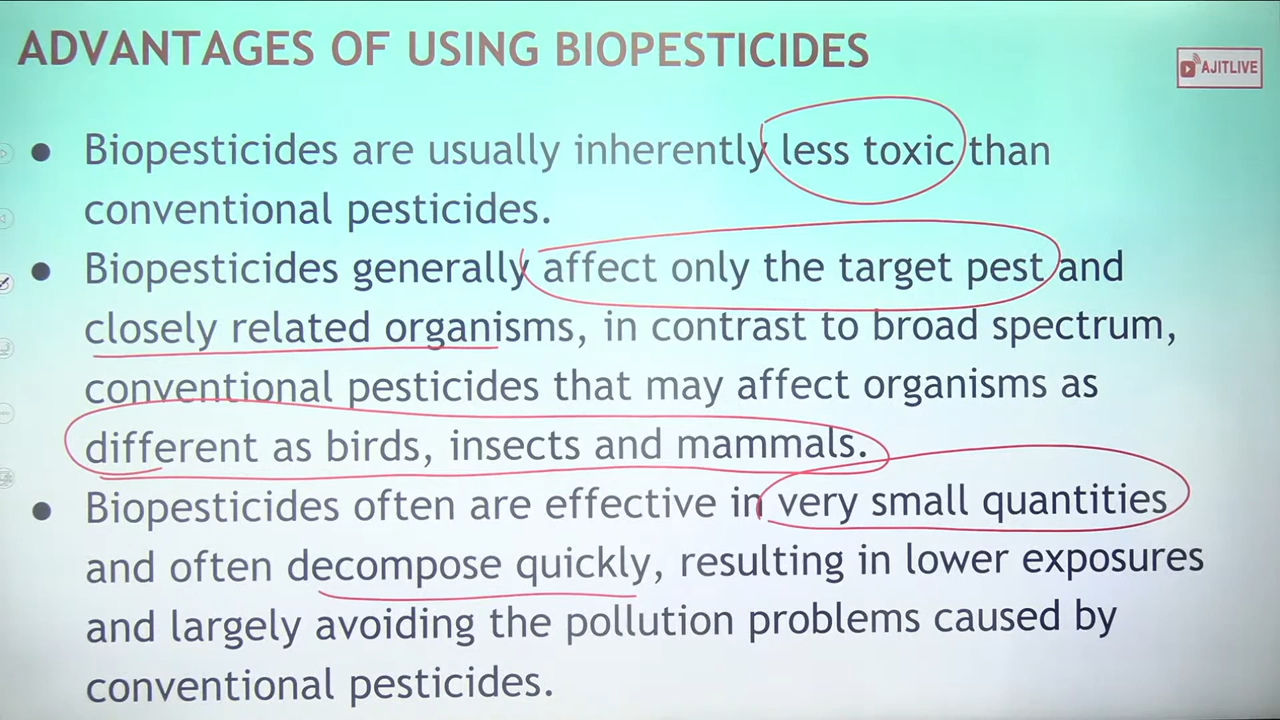 ADVANTAGES OF USING BIOPESTICIDES
AJITLIVE
● Biopesticides are usually inherently less toxic than
conventional pesticides.
● Biopesticides generally affect only the target pest and
closely related organisms, in contrast to broad spectrum,
conventional pesticides that may affect organisms as
different as birds, insects and mammals.
● Biopesticides often are effective in very small quantities
and often decompose quickly, resulting in lower exposures
and largely avoiding the pollution problems caused by
conventional pesticides.